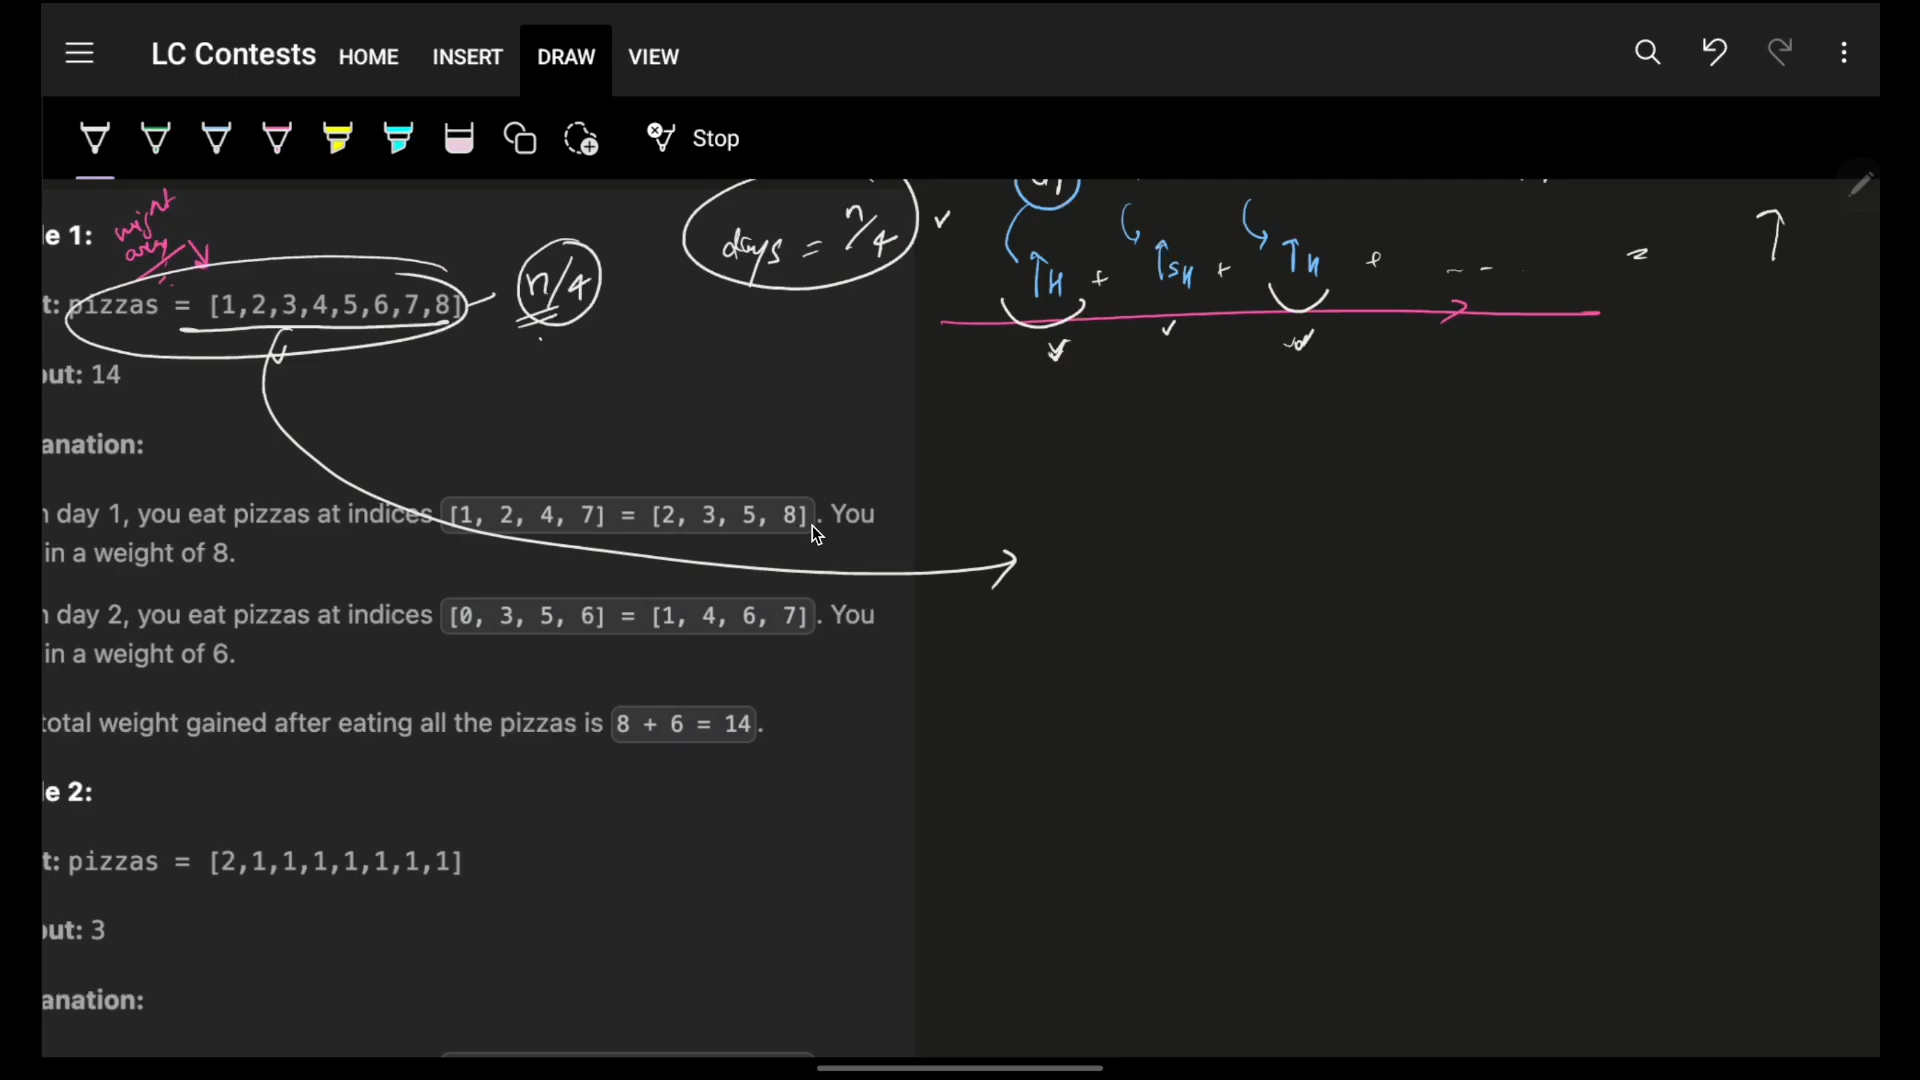 LC Contests HOME INSERT DRAW VIEW
Stop
weight
array
e 1:
t: pizzas = [1,2,3,4,5,6,7,8]
n/4
days = n/4
↑H + ↑SH + ↑H + --- =
out: 14
anation:
n day 1, you eat pizzas at indices [1, 2, 4, 7] = [2, 3, 5, 8]. You
in a weight of 8.
n day 2, you eat pizzas at indices [0, 3, 5, 6] = [1, 4, 6, 7]. You
in a weight of 6.
total weight gained after eating all the pizzas is 8 + 6 = 14.
e 2:
t: pizzas = [2,1,1,1,1,1,1,1]
out: 3
anation: